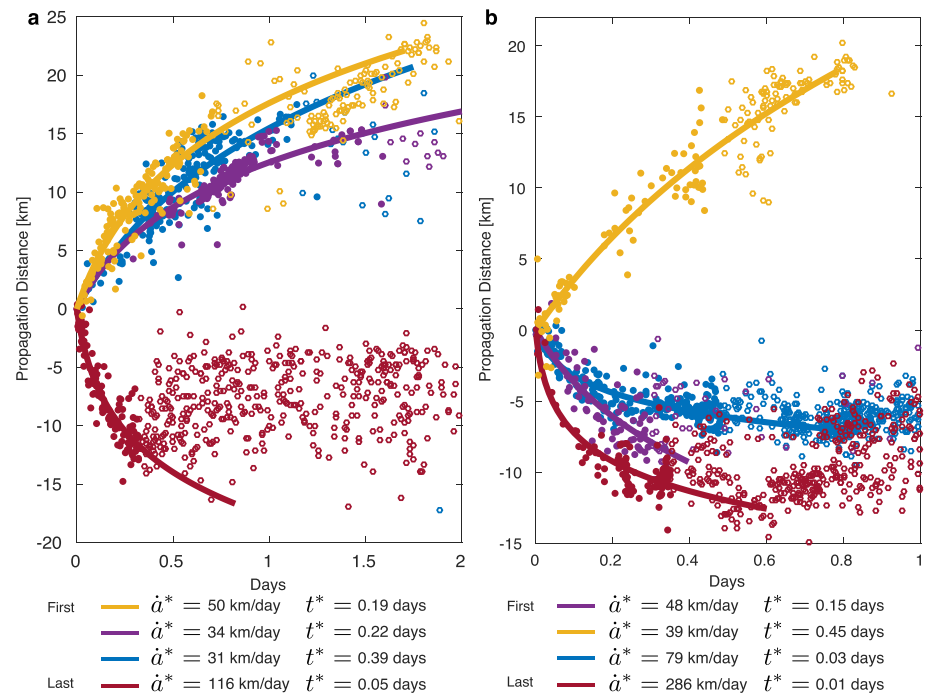 a
25
20
15
10
5
0
-5
-10
-15
-20
Propagation Distance [km]
0
0.5
1
1.5
2
Days
First
ȧ* = 50 km/day t* = 0.19 days
ȧ* = 34 km/day t* = 0.22 days
ȧ* = 31 km/day t* = 0.39 days
Last
ȧ* = 116 km/day t* = 0.05 days
b
20
15
10
5
0
-5
-10
-15
Propagation Distance [km]
0
0.2
0.4
0.6
0.8
1
Days
First
ȧ* = 48 km/day t* = 0.15 days
ȧ* = 39 km/day t* = 0.45 days
ȧ* = 79 km/day t* = 0.03 days
Last
ȧ* = 286 km/day t* = 0.01 days